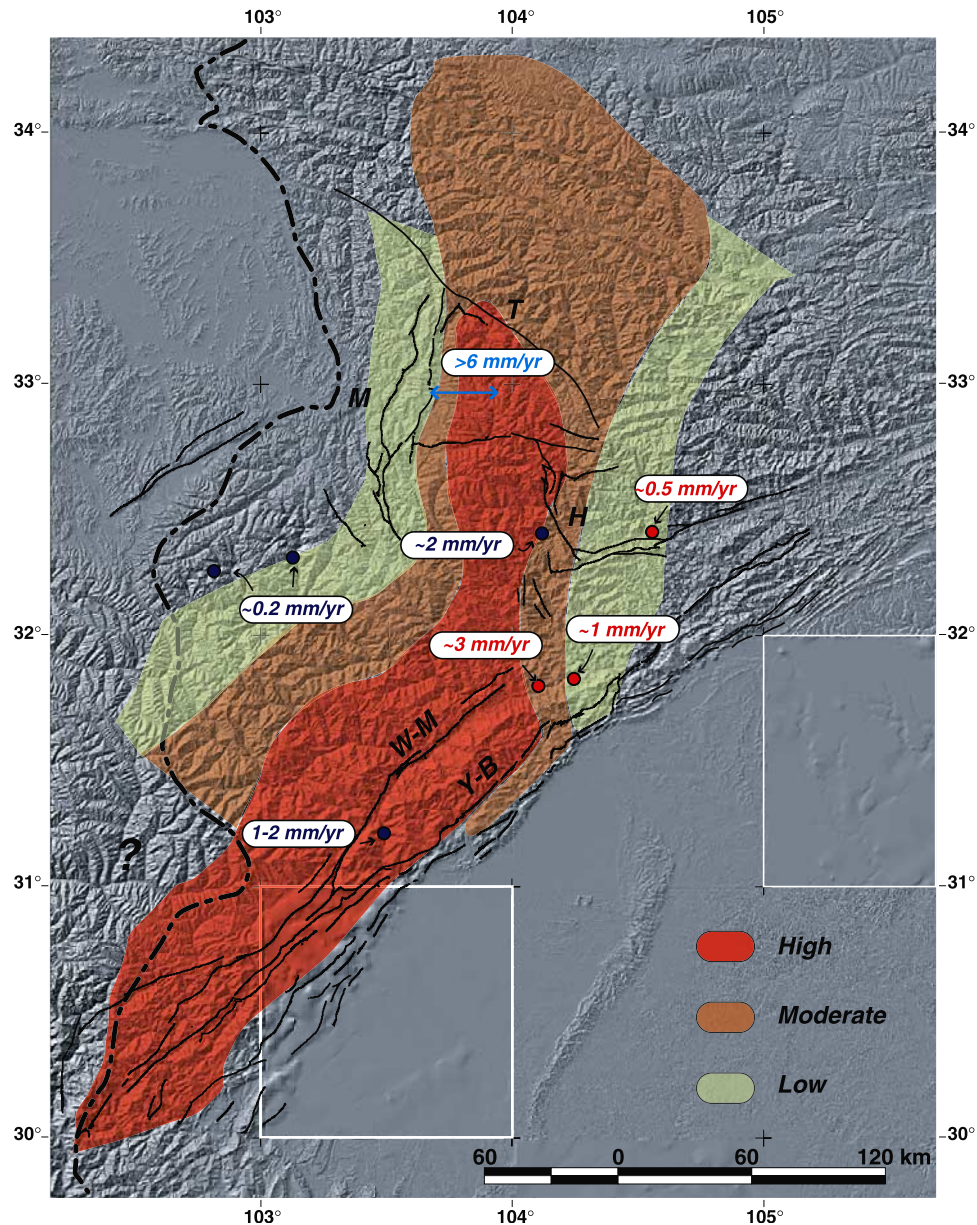 103° 104° 105°
34° 34°
T
>6 mm/yr
33° 33°
M
~0.5 mm/yr
H
~2 mm/yr
~0.2 mm/yr
32° 32°
~1 mm/yr
~3 mm/yr
W-M
Y-B
1-2 mm/yr
?
31° 31°
High
Moderate
Low
30° 30°
60 0 60 120 km
103° 104° 105°